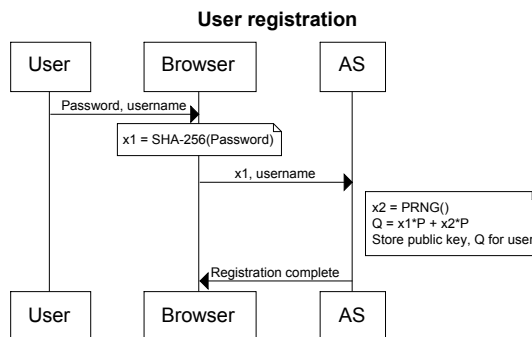 User registration
User Browser AS
Password, username
x1 = SHA-256(Password)
x1, username
x2 = PRNG()
Q = x1*P + x2*P
Store public key, Q for user
Registration complete
User Browser AS